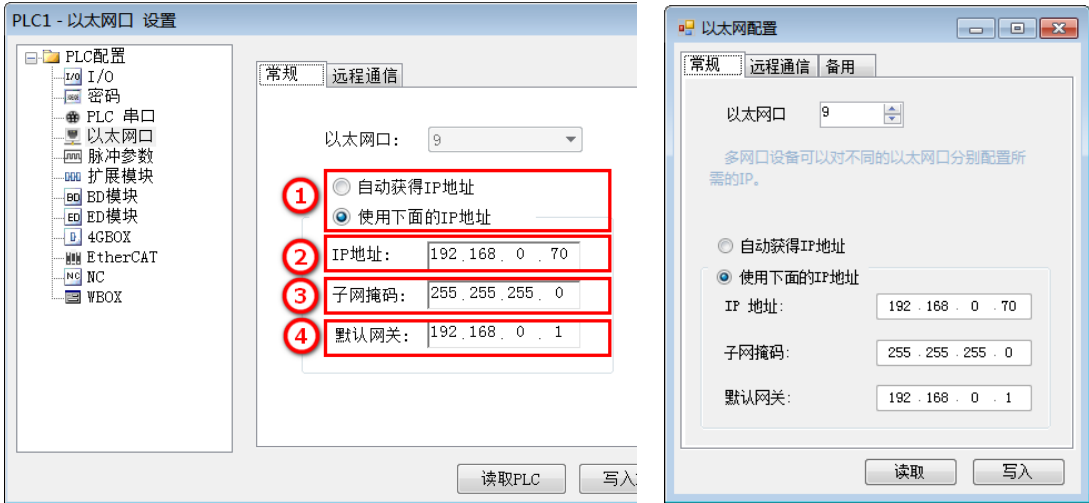 PLC1 - 以太网口 设置
PLC配置
I/O
密码
PLC 串口
以太网口
脉冲参数
扩展模块
BD模块
ED模块
4GBOX
EtherCAT
NC
WBOX
常规 远程通信
以太网口: 9
① 自动获得IP地址
使用下面的IP地址
② IP地址: 192.168. 0 . 70
③ 子网掩码: 255.255.255. 0
④ 默认网关: 192.168. 0 . 1
读取PLC 写入
以太网配置
常规 远程通信 备用
以太网口 9
多网口设备可以对不同的以太网口分别配置所
需的IP。
自动获得IP地址
使用下面的IP地址
IP 地址: 192 . 168 . 0 . 70
子网掩码: 255 . 255 . 255 . 0
默认网关: 192 . 168 . 0 . 1
读取 写入